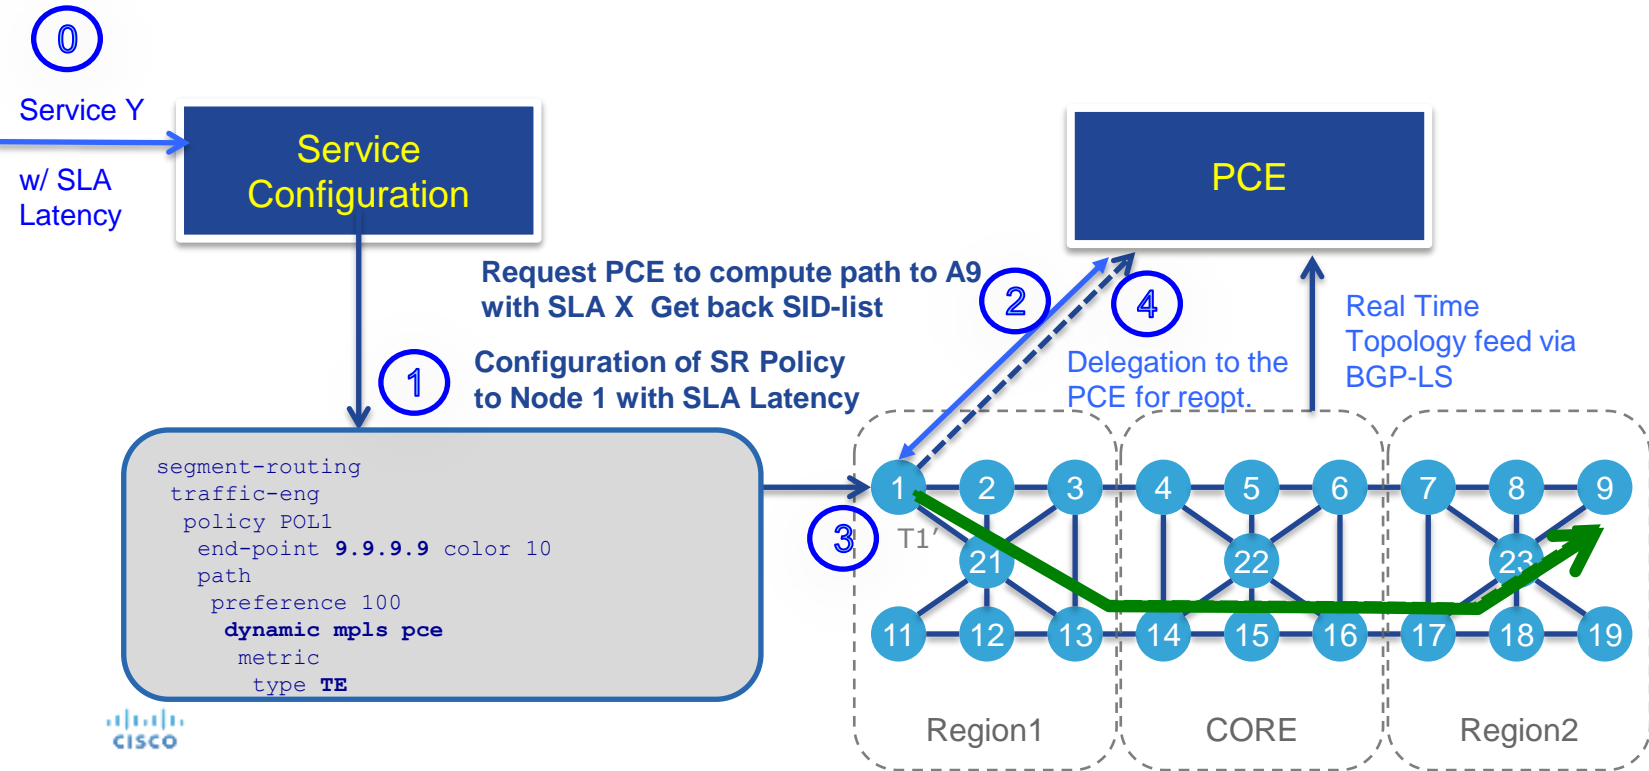 0
Service Y
w/ SLA
Latency
Service
Configuration
PCE
Request PCE to compute path to A9
with SLA X  Get back SID-list
2
4
Real Time
Topology feed via
BGP-LS
Delegation to the
PCE for reopt.
1
Configuration of SR Policy
to Node 1 with SLA Latency
segment-routing
traffic-eng
policy POL1
end-point 9.9.9.9 color 10
path
preference 100
dynamic mpls pce
metric
type TE
3
T1’
1 2 3 4 5 6 7 8 9
21 22 23
11 12 13 14 15 16 17 18 19
Region1
CORE
Region2
CISCO